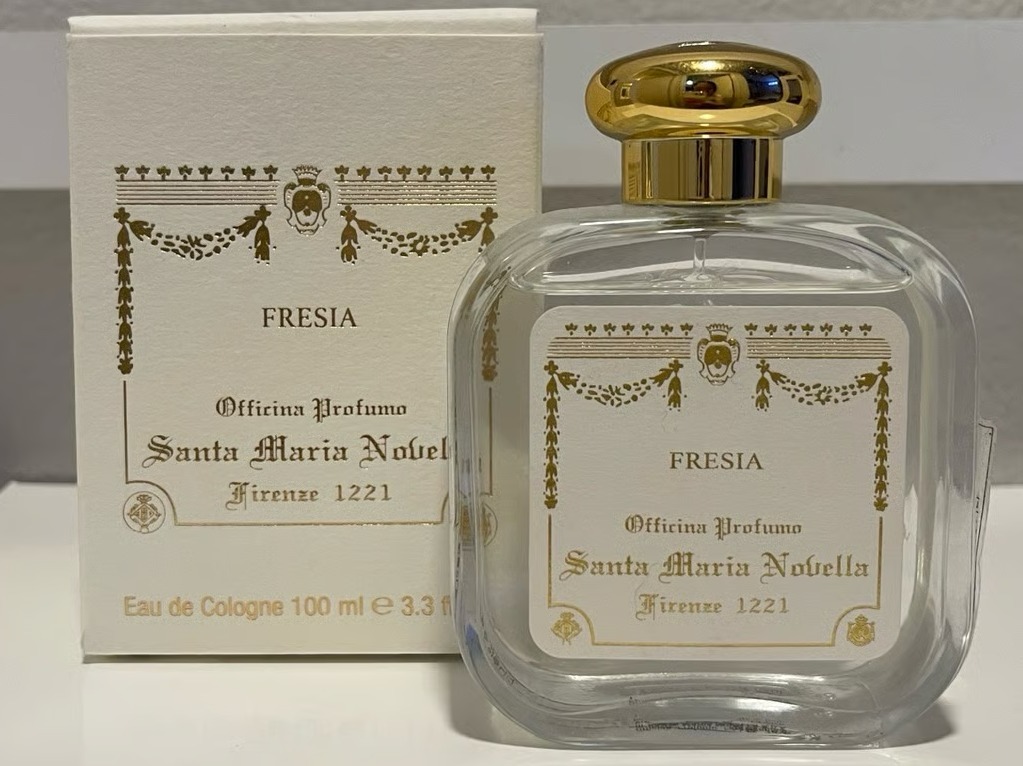 FRESIA
Officina Profumo
Santa Maria Novel
Firenze 1221
Eau de Cologne 100 ml e 3.3 f
FRESIA
Officina Profumo
Santa Maria Novella
Firenze 1221